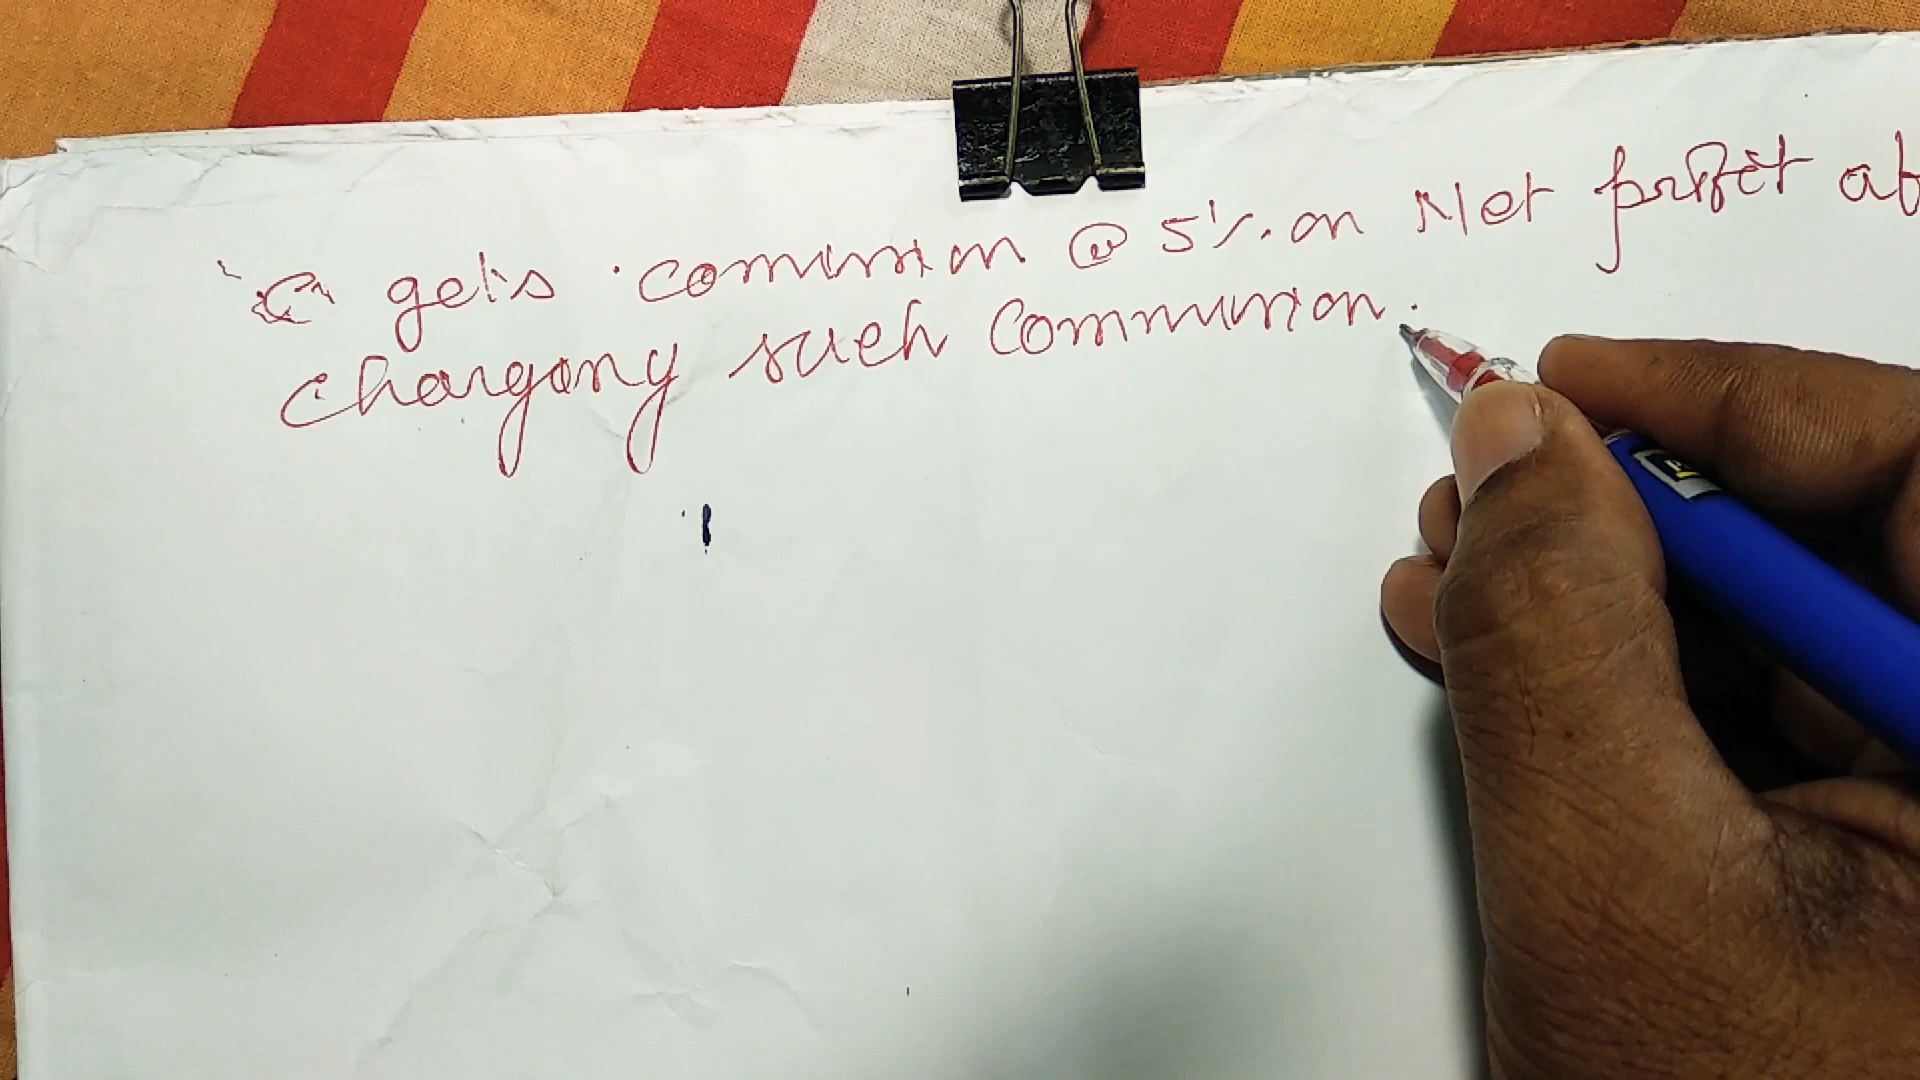 C gets commission @ 5% on Net profit af
charging such commission.